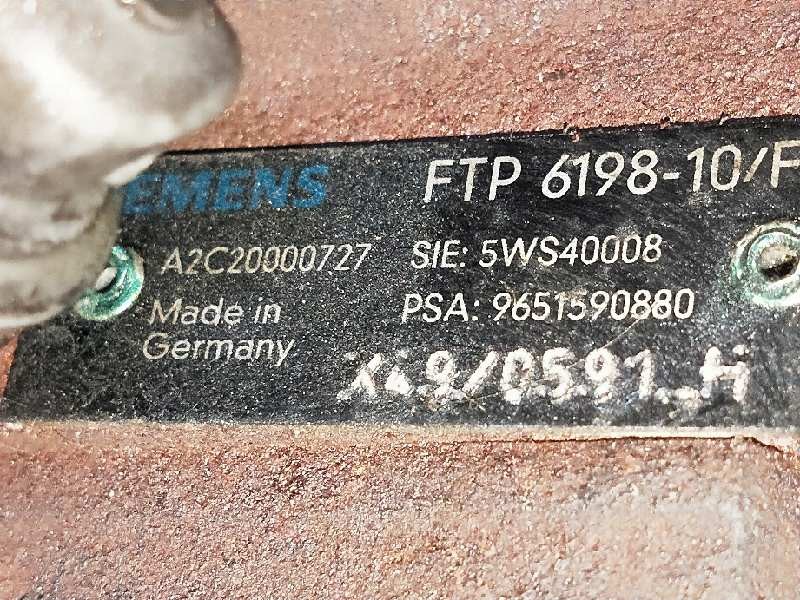 EMENS FTP 6198-10/F
A2C20000727 SIE: 5WS40008
Made in PSA: 9651590880
Germany